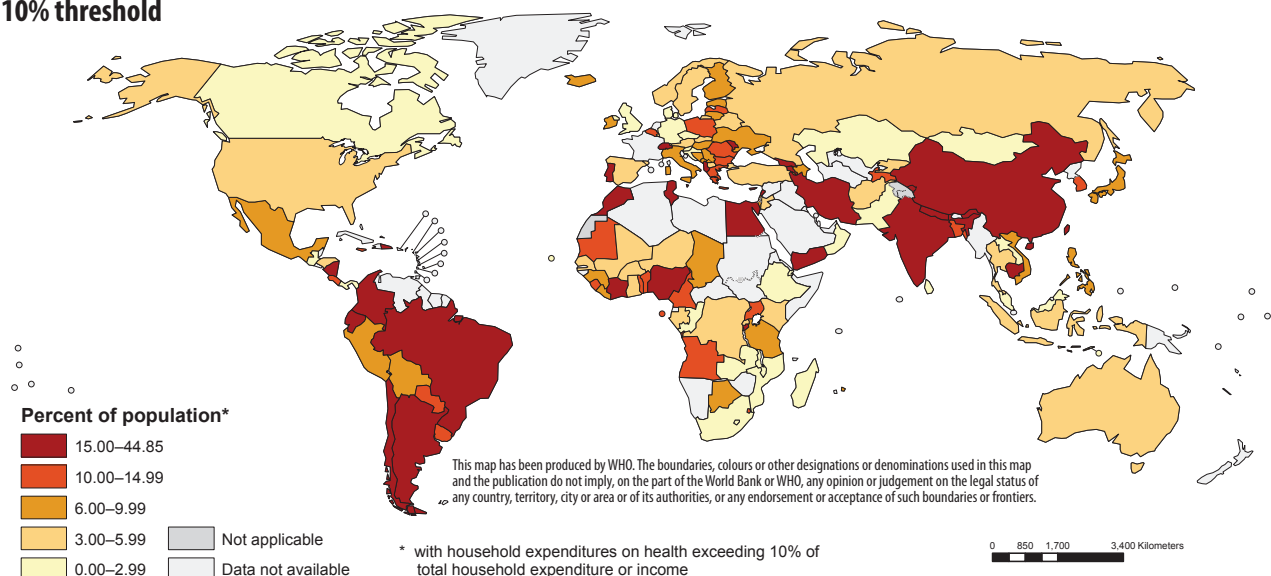 10% threshold
Percent of population*
15.00–44.85
10.00–14.99
6.00–9.99
3.00–5.99
0.00–2.99
Not applicable
Data not available
This map has been produced by WHO. The boundaries, colours or other designations or denominations used in this map
and the publication do not imply, on the part of the World Bank or WHO, any opinion or judgement on the legal status of
any country, territory, city or area or of its authorities, or any endorsement or acceptance of such boundaries or frontiers.
* with household expenditures on health exceeding 10% of
total household expenditure or income
0 850 1,700 3,400 Kilometers